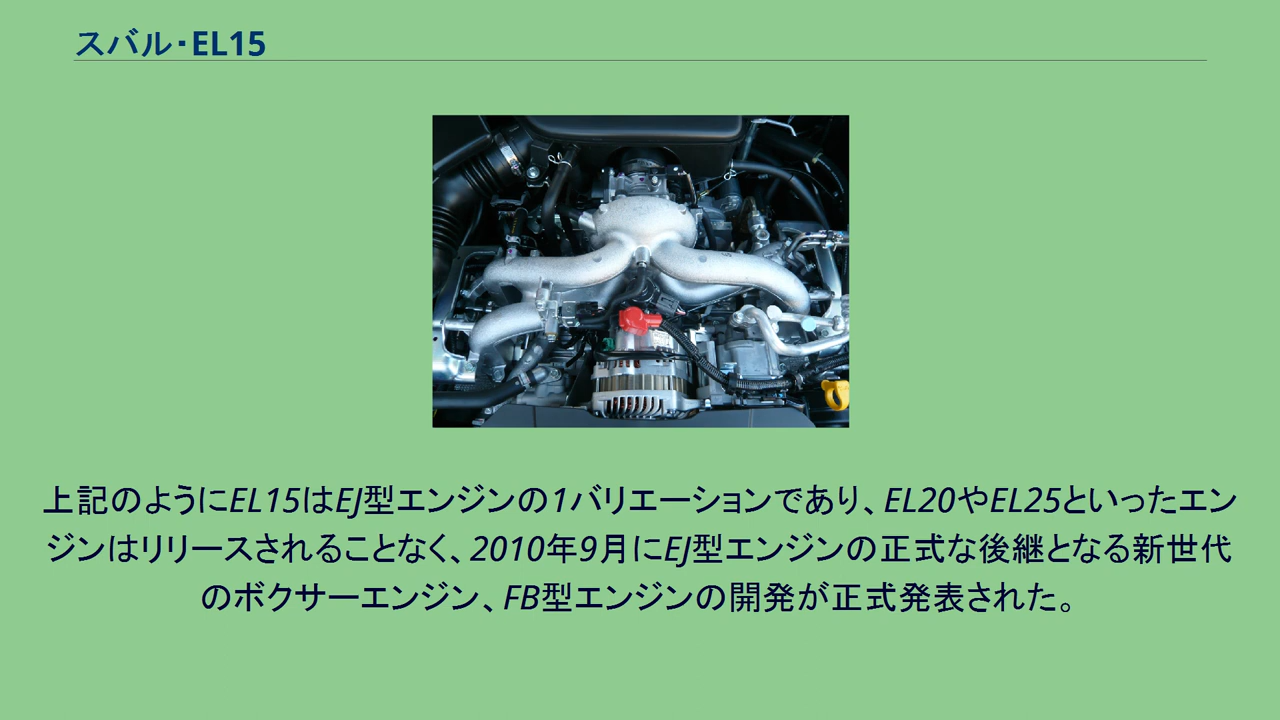 スバル・EL15
上記のようにEL15はEJ型エンジンの1バリエーションであり、EL20やEL25といったエン
ジンはリリースされることなく、2010年9月にEJ型エンジンの正式な後継となる新世代
のボクサーエンジン、FB型エンジンの開発が正式発表された。